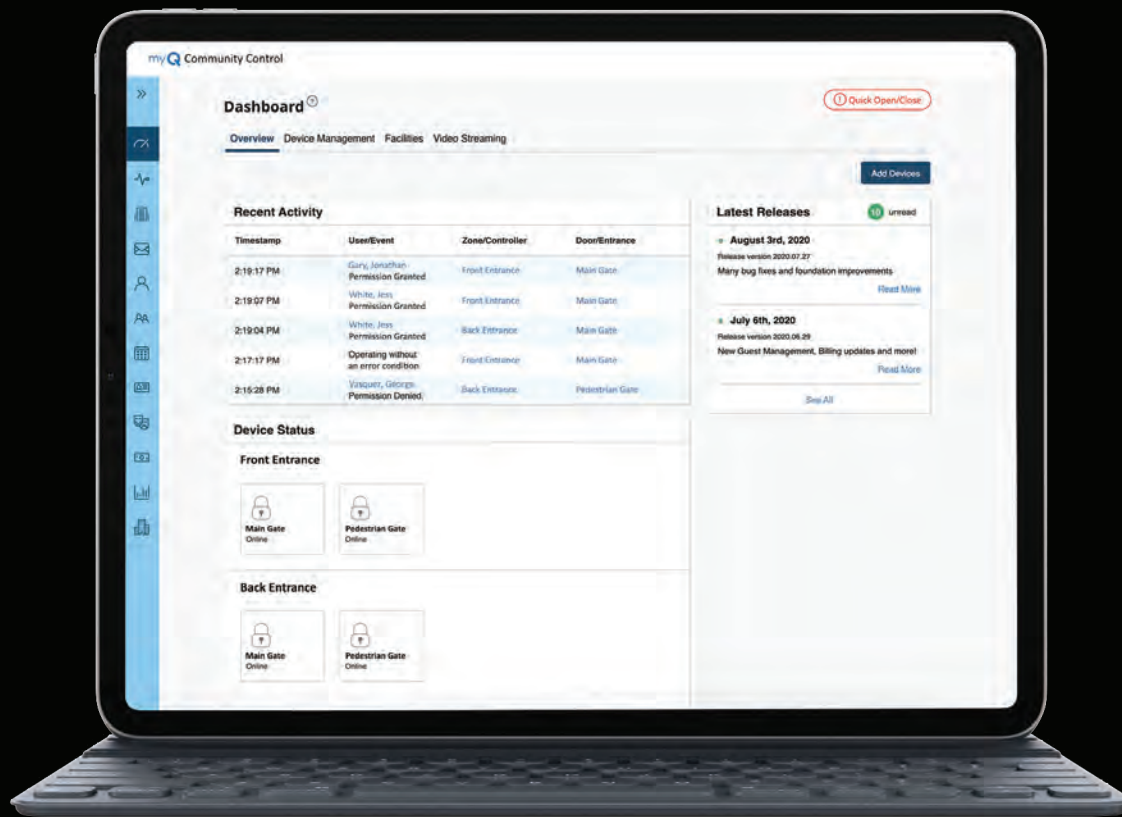 myQ Community Control
Dashboard ?
Quick Open/Close
Overview Device Management Facilities Video Streaming
Add Devices
Recent Activity
Timestamp User/Event Zone/Controller Door/Entrance
2:19:17 PM Gary, Jonathan Permission Granted Front Entrance Main Gate
2:19:07 PM White, Jess Permission Granted Front Entrance Main Gate
2:19:04 PM White, Jess Permission Granted Back Entrance Main Gate
2:17:17 PM Operating without an error condition Front Entrance Main Gate
2:15:28 PM Vasquez, George Permission Denied. Back Entrance Pedestrian Gate
Latest Releases 10 unread
August 3rd, 2020
Release version 2020.07.27
Many bug fixes and foundation improvements
Read More
July 6th, 2020
Release version 2020.06.29
New Guest Management, Billing updates and more!
Read More
See All
Device Status
Front Entrance
Main Gate Pedestrian Gate
Online Online
Back Entrance
Main Gate Pedestrian Gate
Online Online